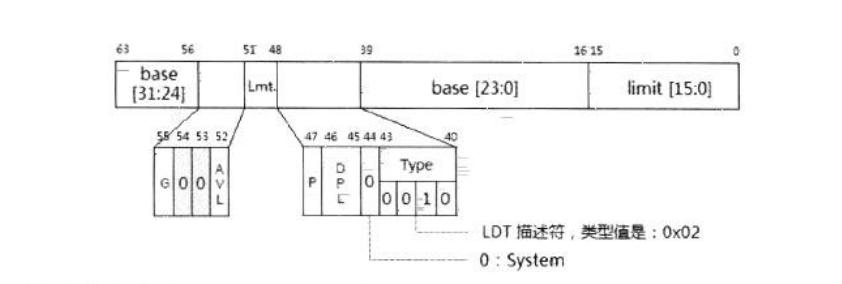 63 56 51 48 39 16 15 0
base [31:24]
Lmt.
base [23:0]
limit [15:0]
55 54 53 52
47 46 45 44 43 40
G 0 0 AVL
P DPL 0
Type
0 0 1 0
LDT 描述符，类型值是：0x02
0：System